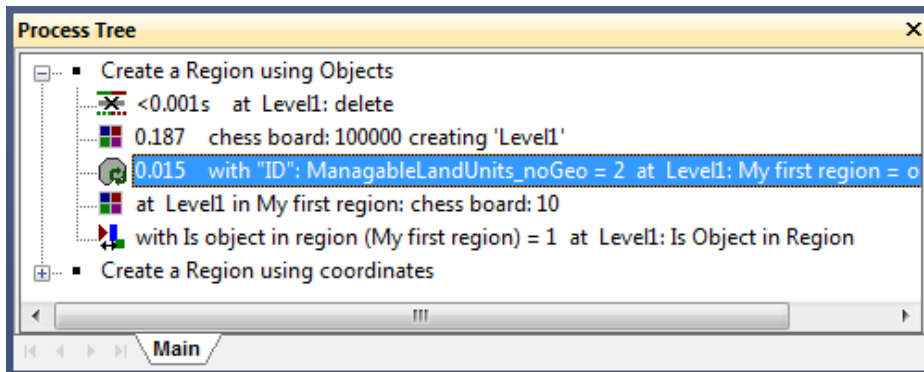 Process Tree
Create a Region using Objects
<0.001s at Level1: delete
0.187 chess board: 100000 creating 'Level1'
0.015 with "ID": ManagableLandUnits_noGeo = 2 at Level1: My first region = o
at Level1 in My first region: chess board: 10
with Is object in region (My first region) = 1 at Level1: Is Object in Region
Create a Region using coordinates
Main